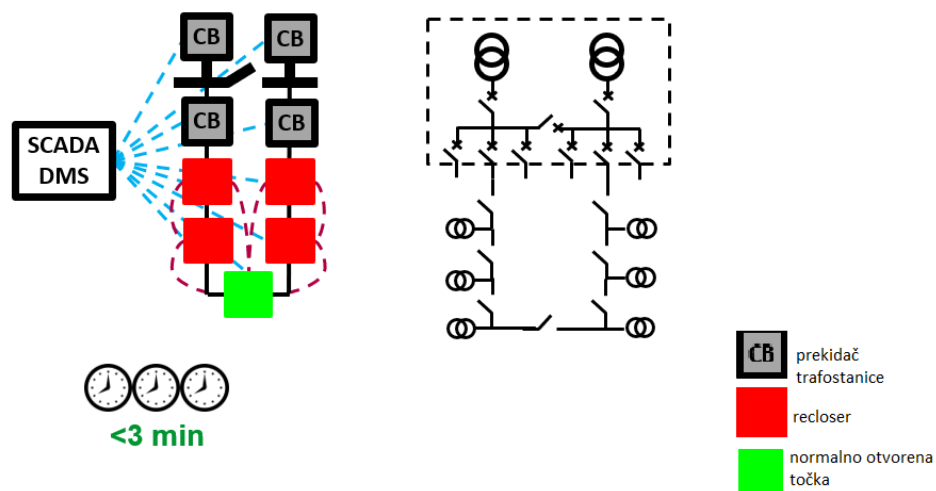 CB
CB
SCADA
DMS
CB
CB
<3 min
CB
prekidač
trafostanice
recloser
normalno otvorena
točka